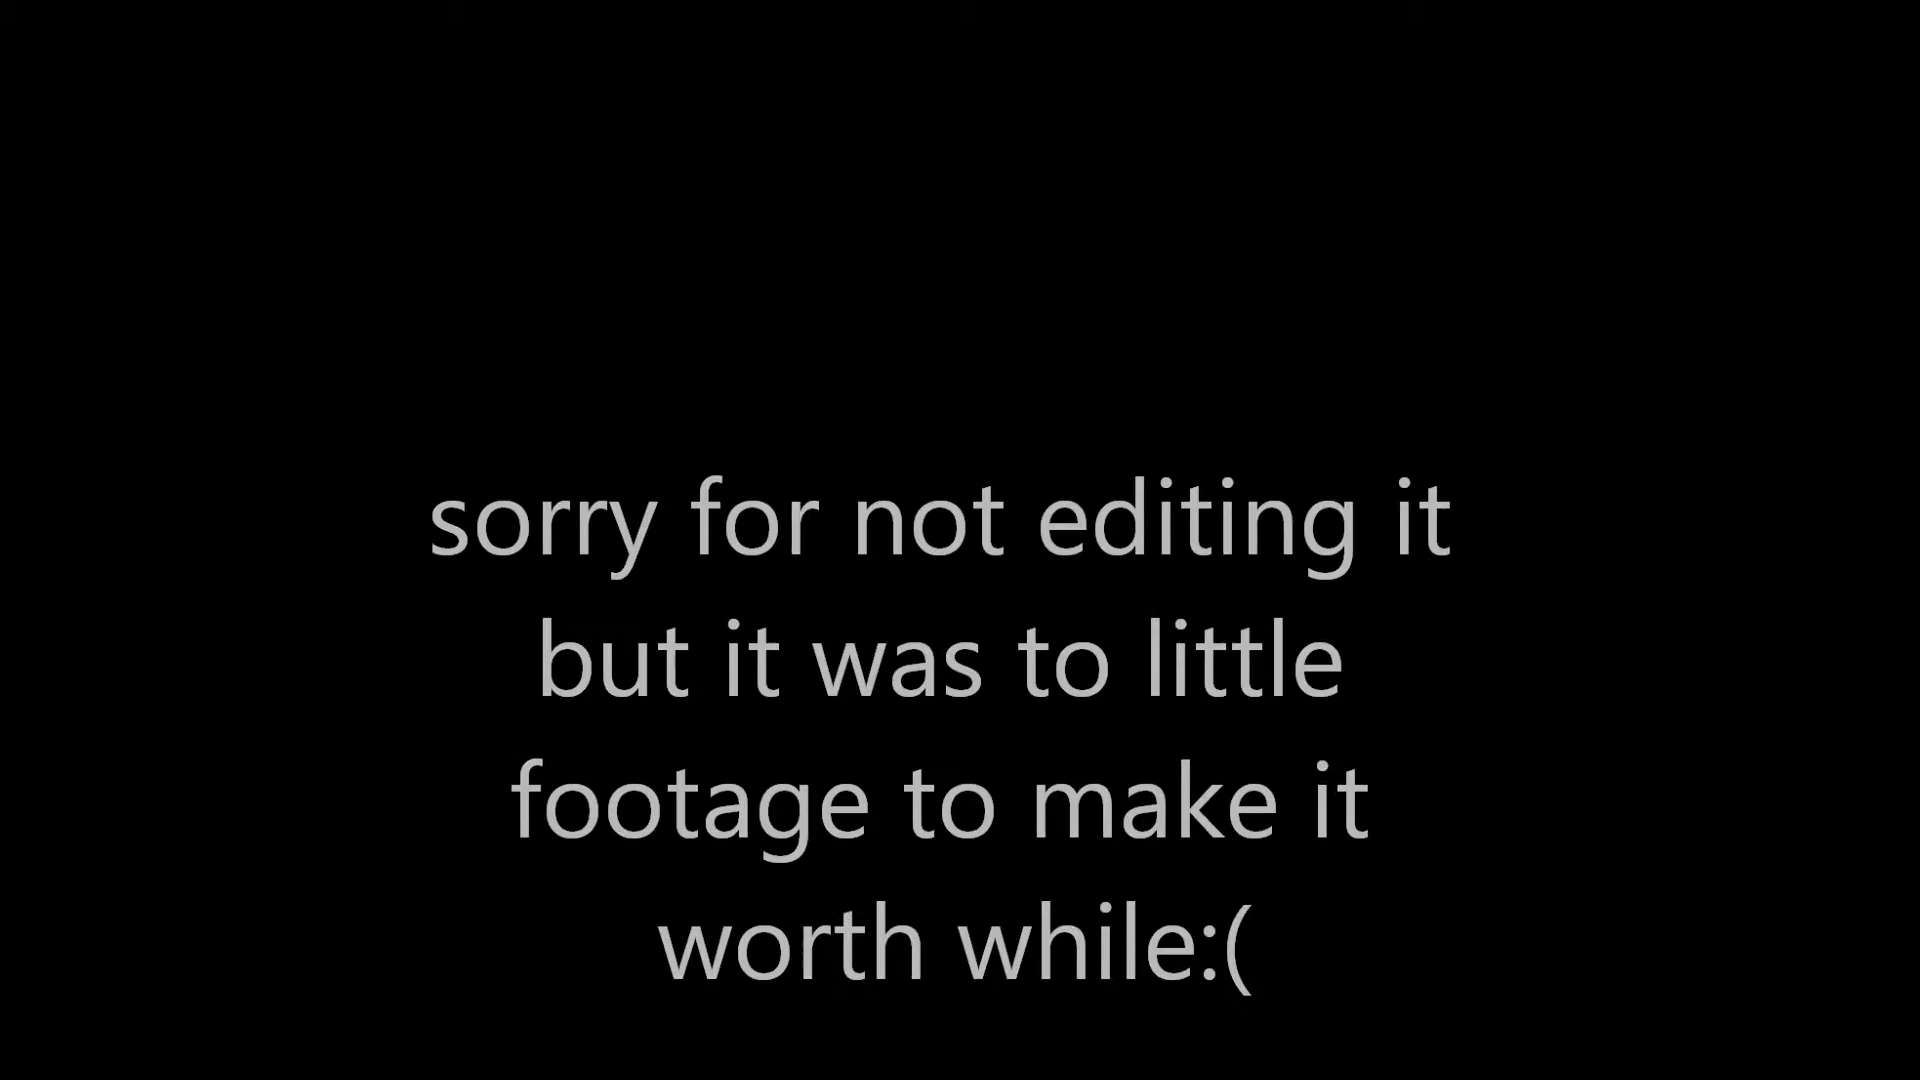 sorry for not editing it
but it was to little
footage to make it
worth while:(